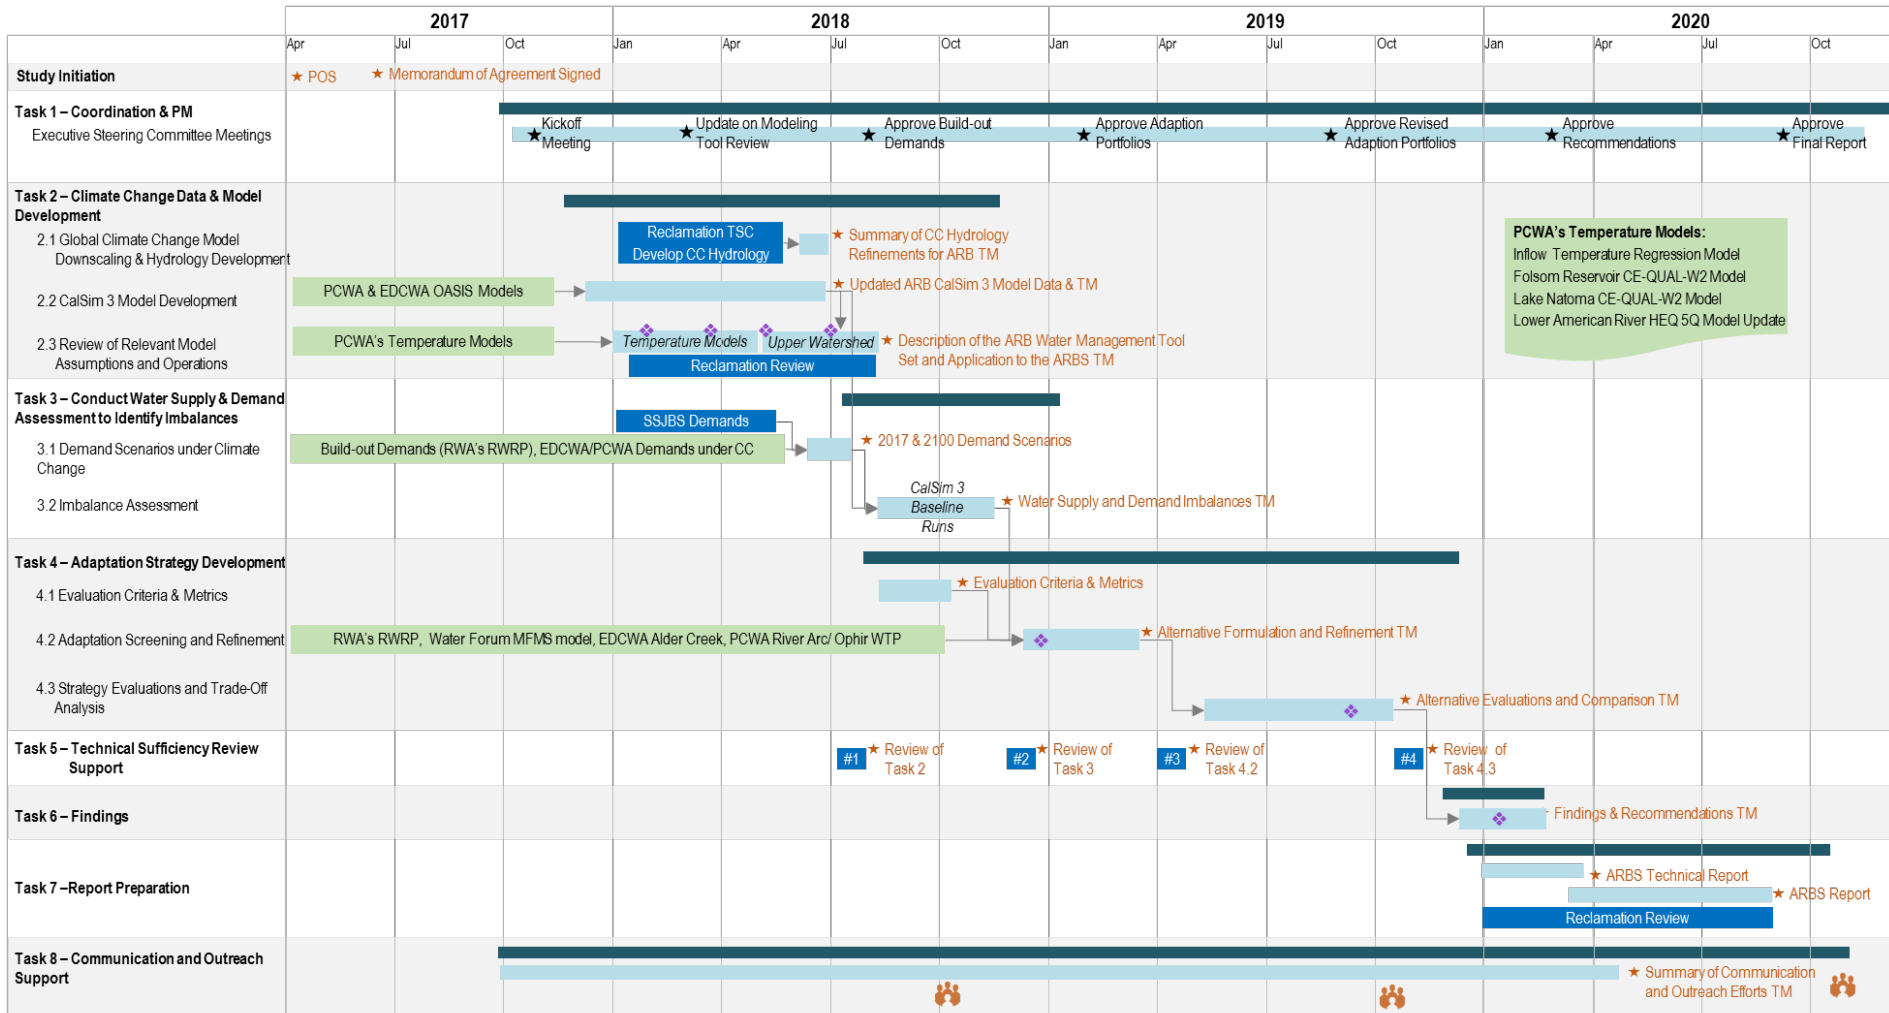 2017
2018
2019
2020
Apr
Jul
Oct
Jan
Apr
Jul
Oct
Jan
Apr
Jul
Oct
Jan
Apr
Jul
Oct
Study Initiation
POS
Memorandum of Agreement Signed
Task 1 – Coordination & PM
Executive Steering Committee Meetings
Kickoff
Meeting
Update on Modeling
Tool Review
Approve Build-out
Demands
Approve Adaption
Portfolios
Approve Revised
Adaption Portfolios
Approve
Recommendations
Approve
Final Report
Task 2 – Climate Change Data & Model
Development
2.1 Global Climate Change Model
Downscaling & Hydrology Development
Reclamation TSC
Develop CC Hydrology
Summary of CC Hydrology
Refinements for ARB TM
2.2 CalSim 3 Model Development
PCWA & EDCWA OASIS Models
Updated ARB CalSim 3 Model Data & TM
2.3 Review of Relevant Model
Assumptions and Operations
PCWA's Temperature Models
Temperature Models
Upper Watershed
Description of the ARB Water Management Tool
Set and Application to the ARBS TM
Reclamation Review
PCWA's Temperature Models:
Inflow Temperature Regression Model
Folsom Reservoir CE-QUAL-W2 Model
Lake Natoma CE-QUAL-W2 Model
Lower American River HEQ 5Q Model Update
Task 3 – Conduct Water Supply & Demand
Assessment to Identify Imbalances
SSJBS Demands
3.1 Demand Scenarios under Climate
Change
Build-out Demands (RWA's RWRP), EDCWA/PCWA Demands under CC
2017 & 2100 Demand Scenarios
3.2 Imbalance Assessment
CalSim 3
Baseline
Runs
Water Supply and Demand Imbalances TM
Task 4 – Adaptation Strategy Development
4.1 Evaluation Criteria & Metrics
Evaluation Criteria & Metrics
4.2 Adaptation Screening and Refinement
RWA's RWRP, Water Forum MFMS model, EDCWA Alder Creek, PCWA River Arc/ Ophir WTP
Alternative Formulation and Refinement TM
4.3 Strategy Evaluations and Trade-Off
Analysis
Alternative Evaluations and Comparison TM
Task 5 – Technical Sufficiency Review
Support
#1
Review of
Task 2
#2
Review of
Task 3
#3
Review of
Task 4.2
#4
Review of
Task 4.3
Task 6 – Findings
Findings & Recommendations TM
Task 7 –Report Preparation
ARBS Technical Report
ARBS Report
Reclamation Review
Task 8 – Communication and Outreach
Support
Summary of Communication
and Outreach Efforts TM